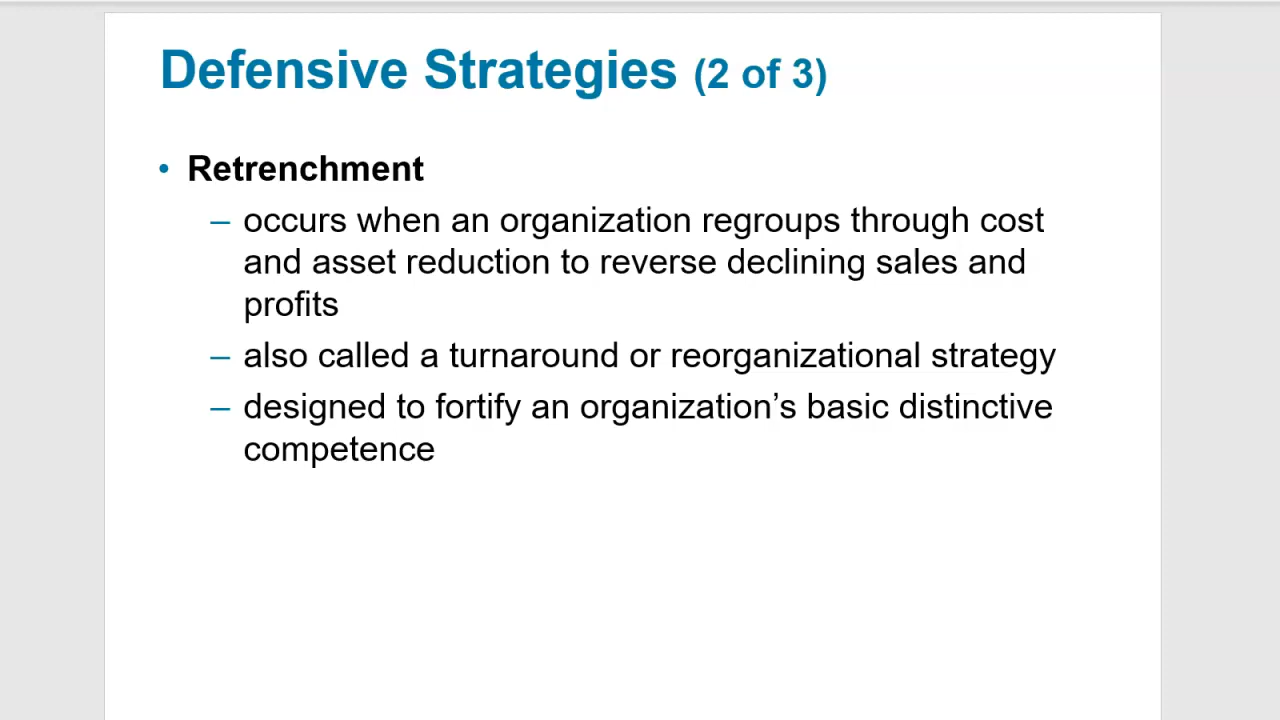 Defensive Strategies (2 of 3)
• Retrenchment
– occurs when an organization regroups through cost
and asset reduction to reverse declining sales and
profits
– also called a turnaround or reorganizational strategy
– designed to fortify an organization’s basic distinctive
competence